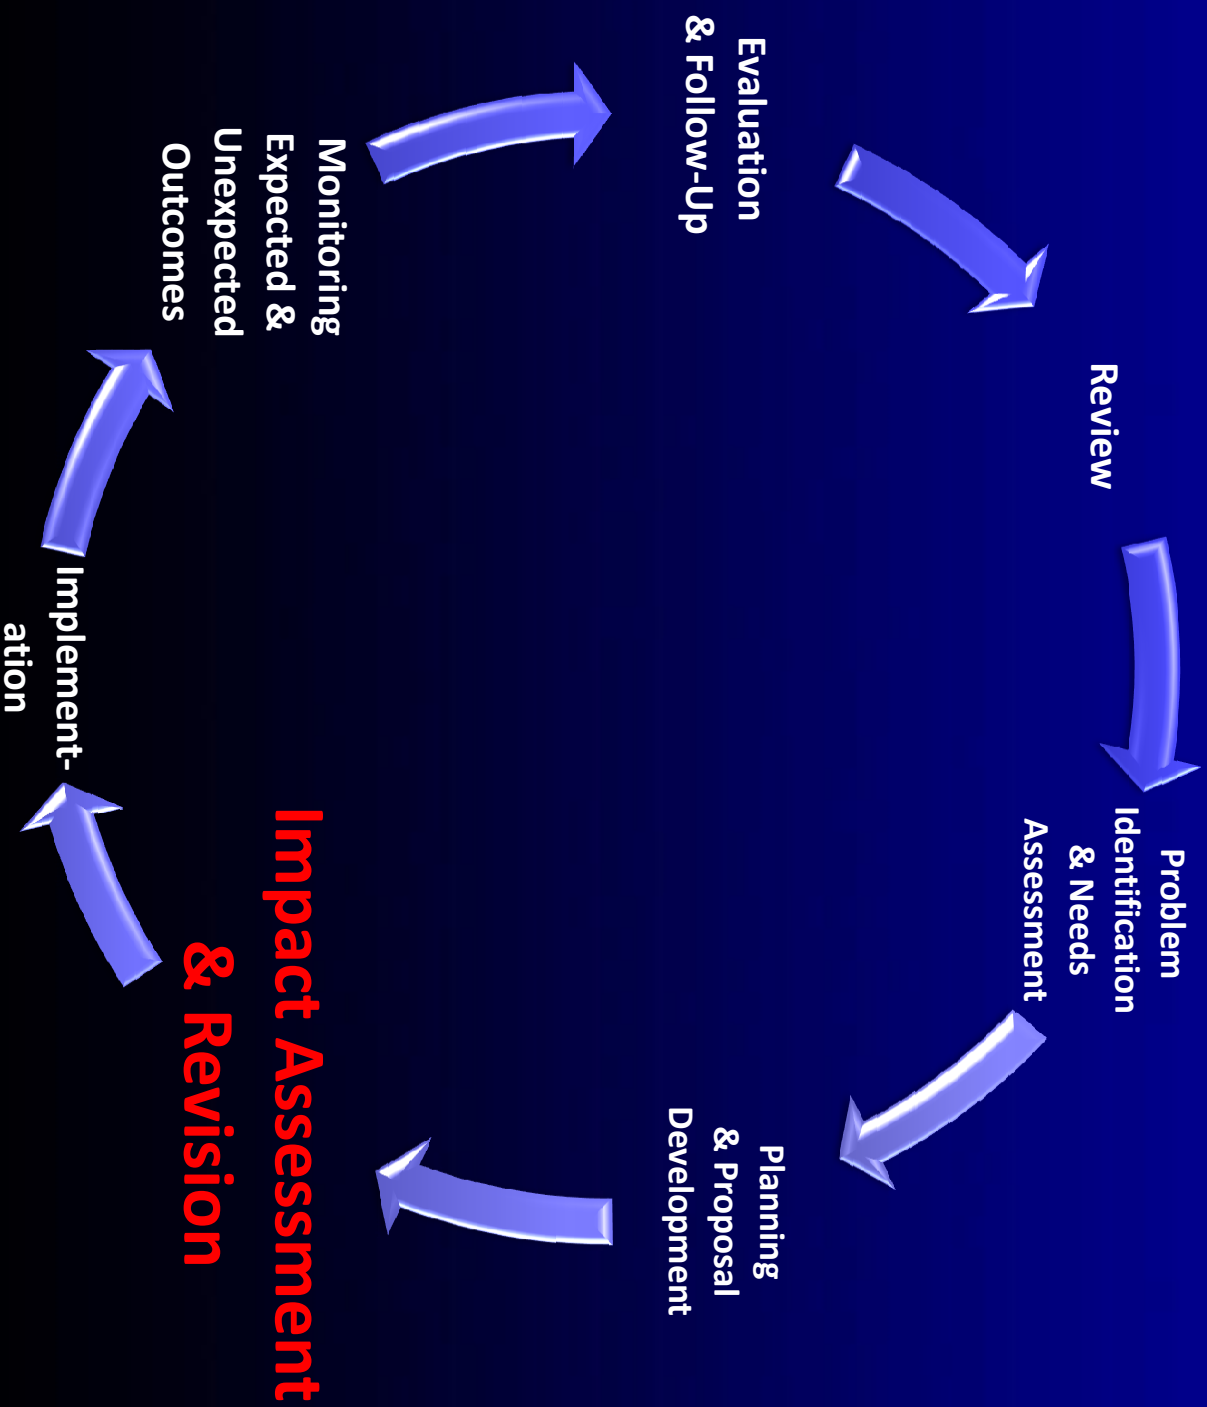 Review
Problem
Identification
& Needs
Assessment
Planning
& Proposal
Development
Impact Assessment
& Revision
Implement-
ation
Monitoring
Expected &
Unexpected
Outcomes
Evaluation
& Follow-Up